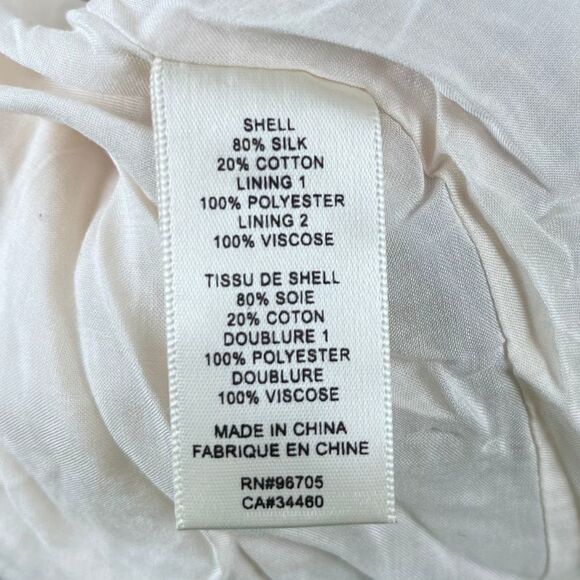 SHELL
80% SILK
20% COTTON
LINING 1
100% POLYESTER
LINING 2
100% VISCOSE
TISSU DE SHELL
80% SOIE
20% COTON
DOUBLURE 1
100% POLYESTER
DOUBLURE
100% VISCOSE
MADE IN CHINA
FABRIQUE EN CHINE
RN#96705
CA#34460